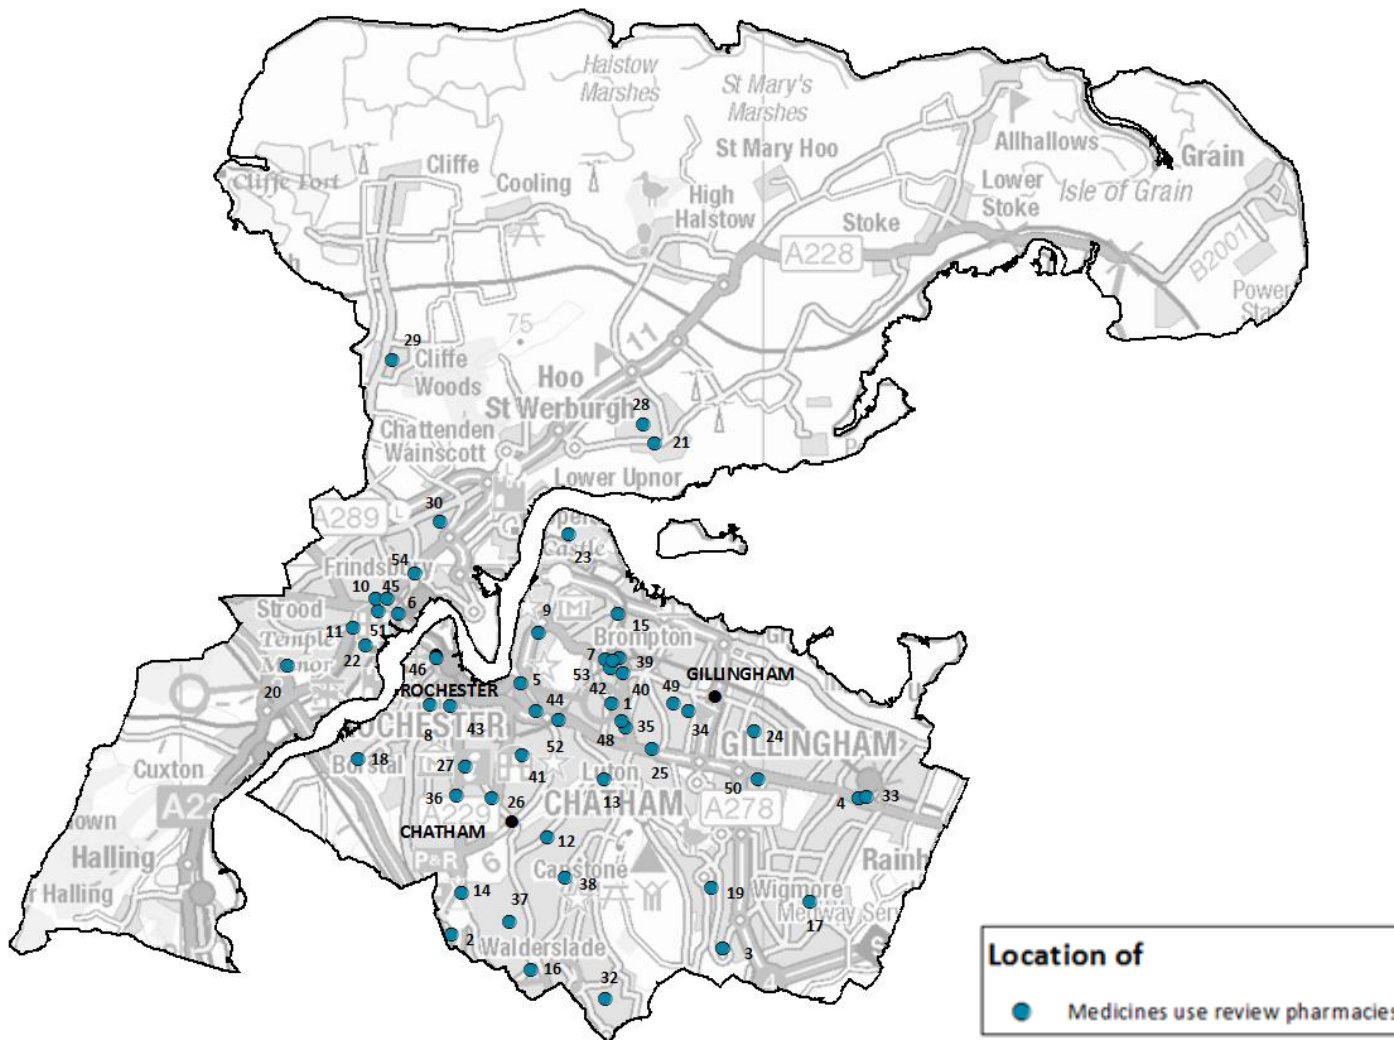 Halstow
Marshes
St Mary's
Marshes
Allhallows
St Mary Hoo
Grain
Cliffe
Cliffe Fort
Cooling
High
Halstow
Lower
Stoke
Isle of Grain
Stoke
A228
B2001
Power
75
11
29
Cliffe
Woods
Hoo
St Werburgh
28
21
Chattenden
Wainscott
Lower Upnor
30
A289
Castle
23
54
Frindsbury
10 45
Strood
6
9
15
11
51
Temple
Manor
Brompton
22
7
39
46
53
GILLINGHAM
20
ROCHESTER
5
42
40
49
44
1
ROCHESTER
8
43
48
35
34
24
GILLINGHAM
52
18
Borstal
27
41
Luton
25
Cuxton
13
50
36
26
CHATHAM
A278
4
33
A229
CHATHAM
12
P&R
6
Halling
Capstone
38
Halling
14
37
19
Wigmore
17
2
Walderslade
3
16
32
Location of
Medicines use review pharmacies